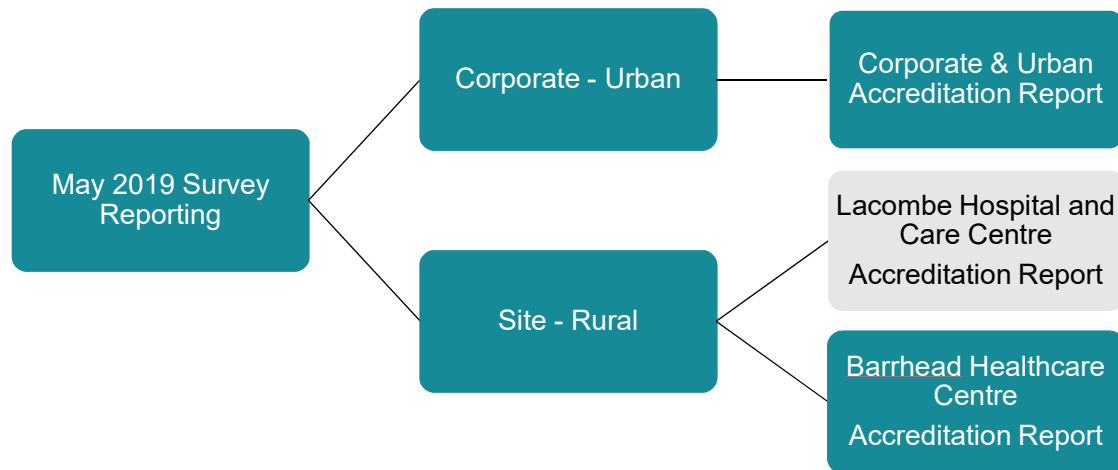 May 2019 Survey
Reporting
Corporate - Urban
Corporate & Urban
Accreditation Report
Site - Rural
Lacombe Hospital and
Care Centre
Accreditation Report
Barrhead Healthcare
Centre
Accreditation Report